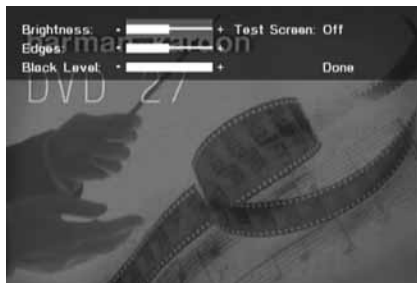 Brightness: - + Test Screen: Off
harman kardon
Edges: - +
Black Level: - + Done
DVD 27